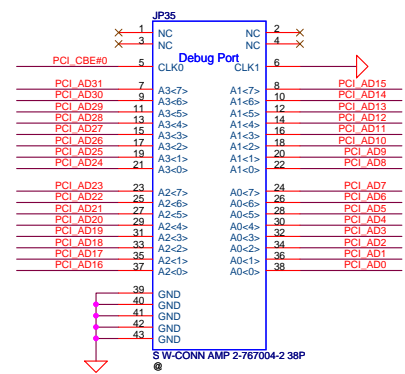 JP35
1 NC NC 2
3 NC NC 4
Debug Port
PCI_CBE#0 5 CLK0 CLK1 6
PCI_AD31 7 A3<7> A1<7> 8 PCI_AD15
PCI_AD30 9 A3<6> A1<6> 10 PCI_AD14
PCI_AD29 11 A3<5> A1<5> 12 PCI_AD13
PCI_AD28 13 A3<4> A1<4> 14 PCI_AD12
PCI_AD27 15 A3<3> A1<3> 16 PCI_AD11
PCI_AD26 17 A3<2> A1<2> 18 PCI_AD10
PCI_AD25 19 A3<1> A1<1> 20 PCI_AD9
PCI_AD24 21 A3<0> A1<0> 22 PCI_AD8
PCI_AD23 23 A2<7> A0<7> 24 PCI_AD7
PCI_AD22 25 A2<6> A0<6> 26 PCI_AD6
PCI_AD21 27 A2<5> A0<5> 28 PCI_AD5
PCI_AD20 29 A2<4> A0<4> 30 PCI_AD4
PCI_AD19 31 A2<3> A0<3> 32 PCI_AD3
PCI_AD18 33 A2<2> A0<2> 34 PCI_AD2
PCI_AD17 35 A2<1> A0<1> 36 PCI_AD1
PCI_AD16 37 A2<0> A0<0> 38 PCI_AD0
39 GND
40 GND
41 GND
42 GND
43 GND
S W-CONN AMP 2-767004-2 38P
@